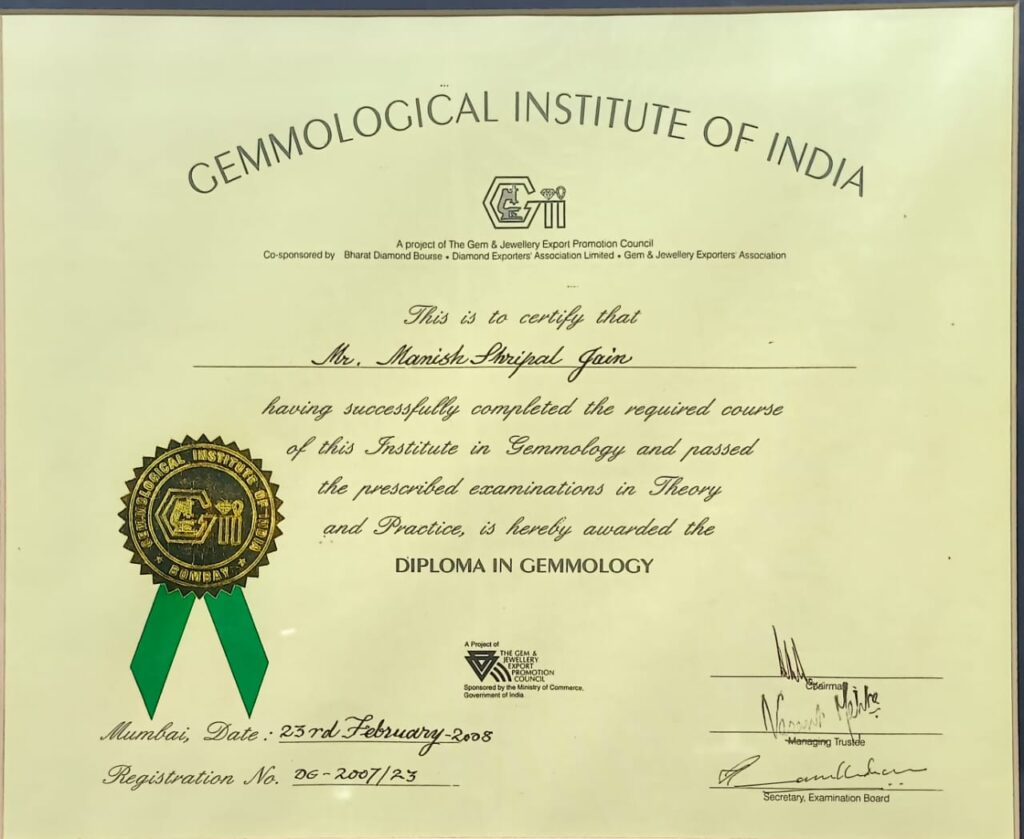 GEMMOLOGICAL INSTITUTE OF INDIA
Gii
A project of The Gem & Jewellery Export Promotion Council
Co-sponsored by Bharat Diamond Bourse • Diamond Exporters' Association Limited • Gem & Jewellery Exporters' Association
This is to certify that
Mr. Manish Shripal Jain
having successfully completed the required course
of this Institute in Gemmology and passed
the prescribed examinations in Theory
and Practice, is hereby awarded the
DIPLOMA IN GEMMOLOGY
GEMMOLOGICAL INSTITUTE OF INDIA
Gii
★ BOMBAY ★
A Project of
THE GEM &
JEWELLERY
EXPORT
PROMOTION
COUNCIL
Sponsored by the Ministry of Commerce,
Government of India
Chairman
Managing Trustee
Secretary, Examination Board
Mumbai, Date : 23rd February-2008
Registration No. DG-2007/23